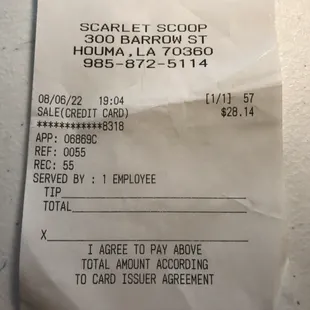 SCARLET SCOOP
300 BARROW ST
HOUMA, LA 70360
985-872-5114
08/06/22 19:04 [1/1] 57
SALE(CREDIT CARD) $28.14
************8318
APP: 06869C
REF: 0055
REC: 55
SERVED BY : 1 EMPLOYEE
TIP
TOTAL
X
I AGREE TO PAY ABOVE
TOTAL AMOUNT ACCORDING
TO CARD ISSUER AGREEMENT